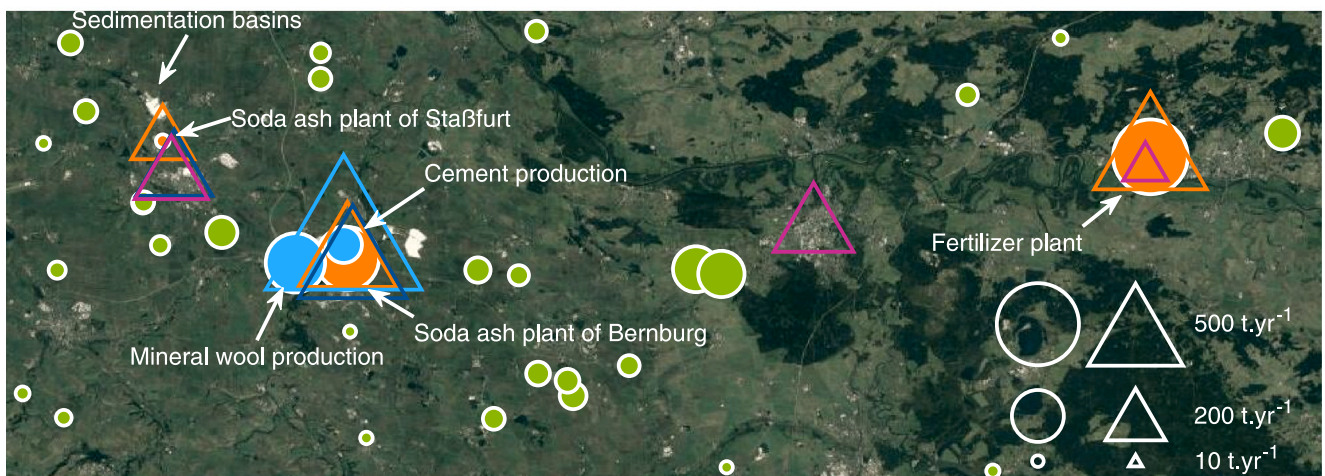 Sedimentation basins
Soda ash plant of Staßfurt
Cement production
Fertilizer plant
Soda ash plant of Bernburg
Mineral wool production
500 t.yr⁻¹
200 t.yr⁻¹
10 t.yr⁻¹